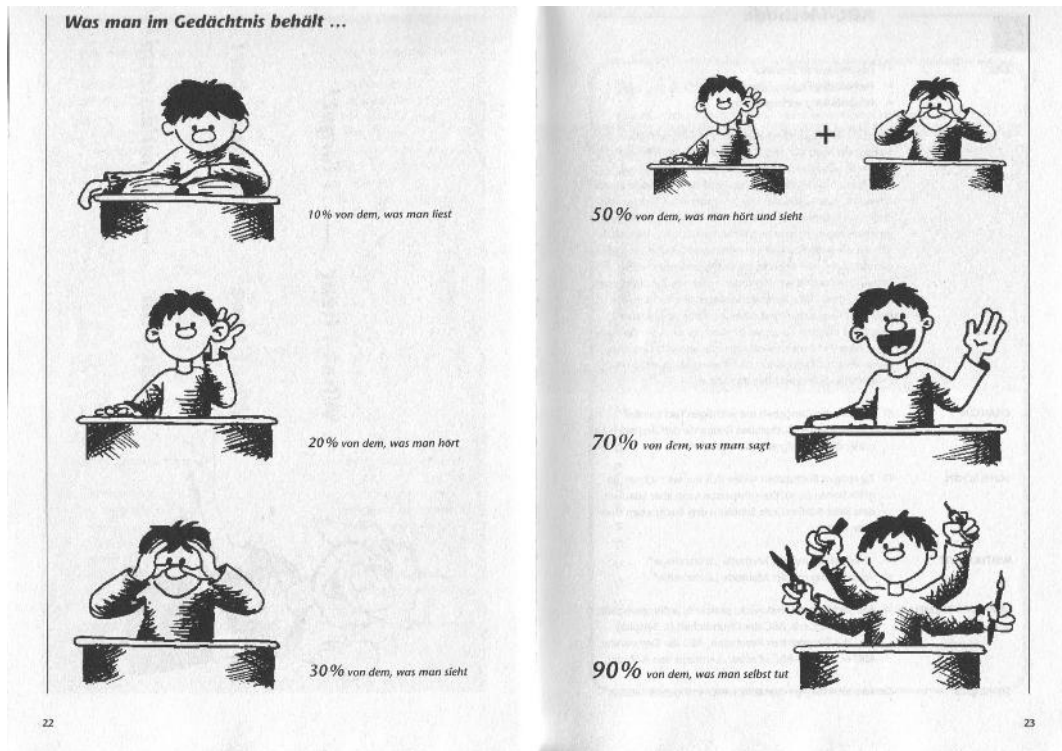 Was man im Gedächtnis behält ...
10% von dem, was man liest
20% von dem, was man hört
30% von dem, was man sieht
22
+
50% von dem, was man hört und sieht
70% von dem, was man sagt
90% von dem, was man selbst tut
23